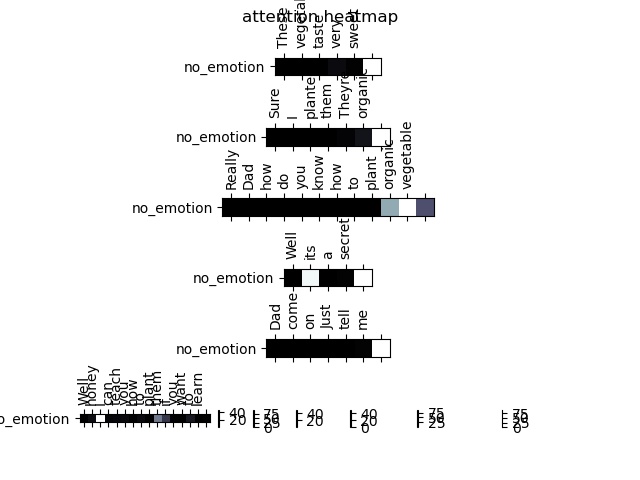 attention heatmap
These vegetable taste very sweet
no_emotion
Sure I plante them Theyre organic
no_emotion
Really Dad how do you know how to plant organic vegetable
no_emotion
Well its a secret
no_emotion
Dad come on Just tell me
no_emotion
Well honey I can teach you how to plant them if you want to learn
no_emotion
40 75 40 40 75 75
20 50 20 20 50 50
25 25 25
0 0 0